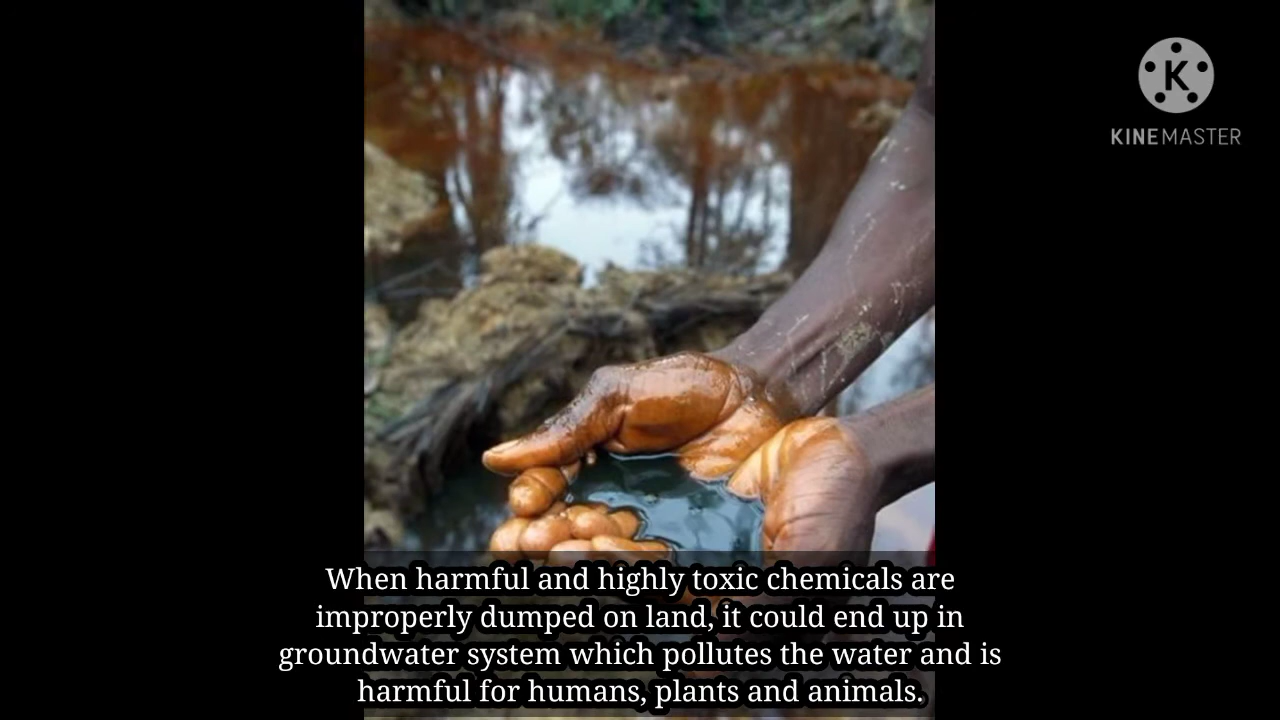 KINEMASTER
When harmful and highly toxic chemicals are
improperly dumped on land, it could end up in
groundwater system which pollutes the water and is
harmful for humans, plants and animals.